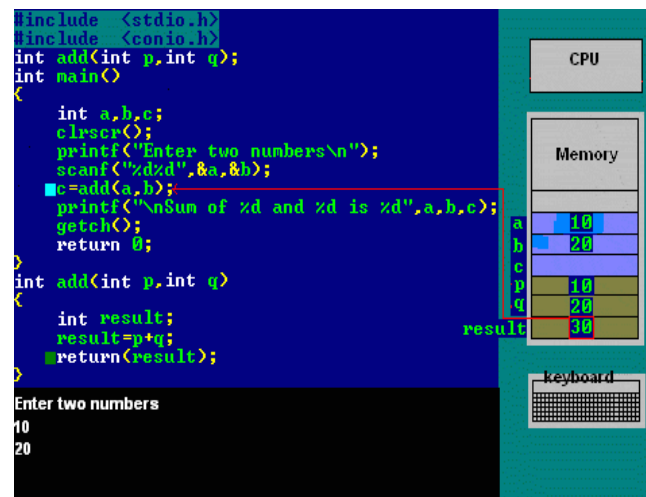 #include <stdio.h>
#include <conio.h>
int add(int p,int q);
int main()
{
int a,b,c;
clrscr();
printf("Enter two numbers\n");
scanf("%d%d",&a,&b);
c=add(a,b);
printf("\nSum of %d and %d is %d",a,b,c);
getch();
return 0;
}
int add(int p,int q)
{
int result;
result=p+q;
return(result);
}
Enter two numbers
10
20
CPU
Memory
a 10
b 20
c
p 10
q 20
result 30
keyboard